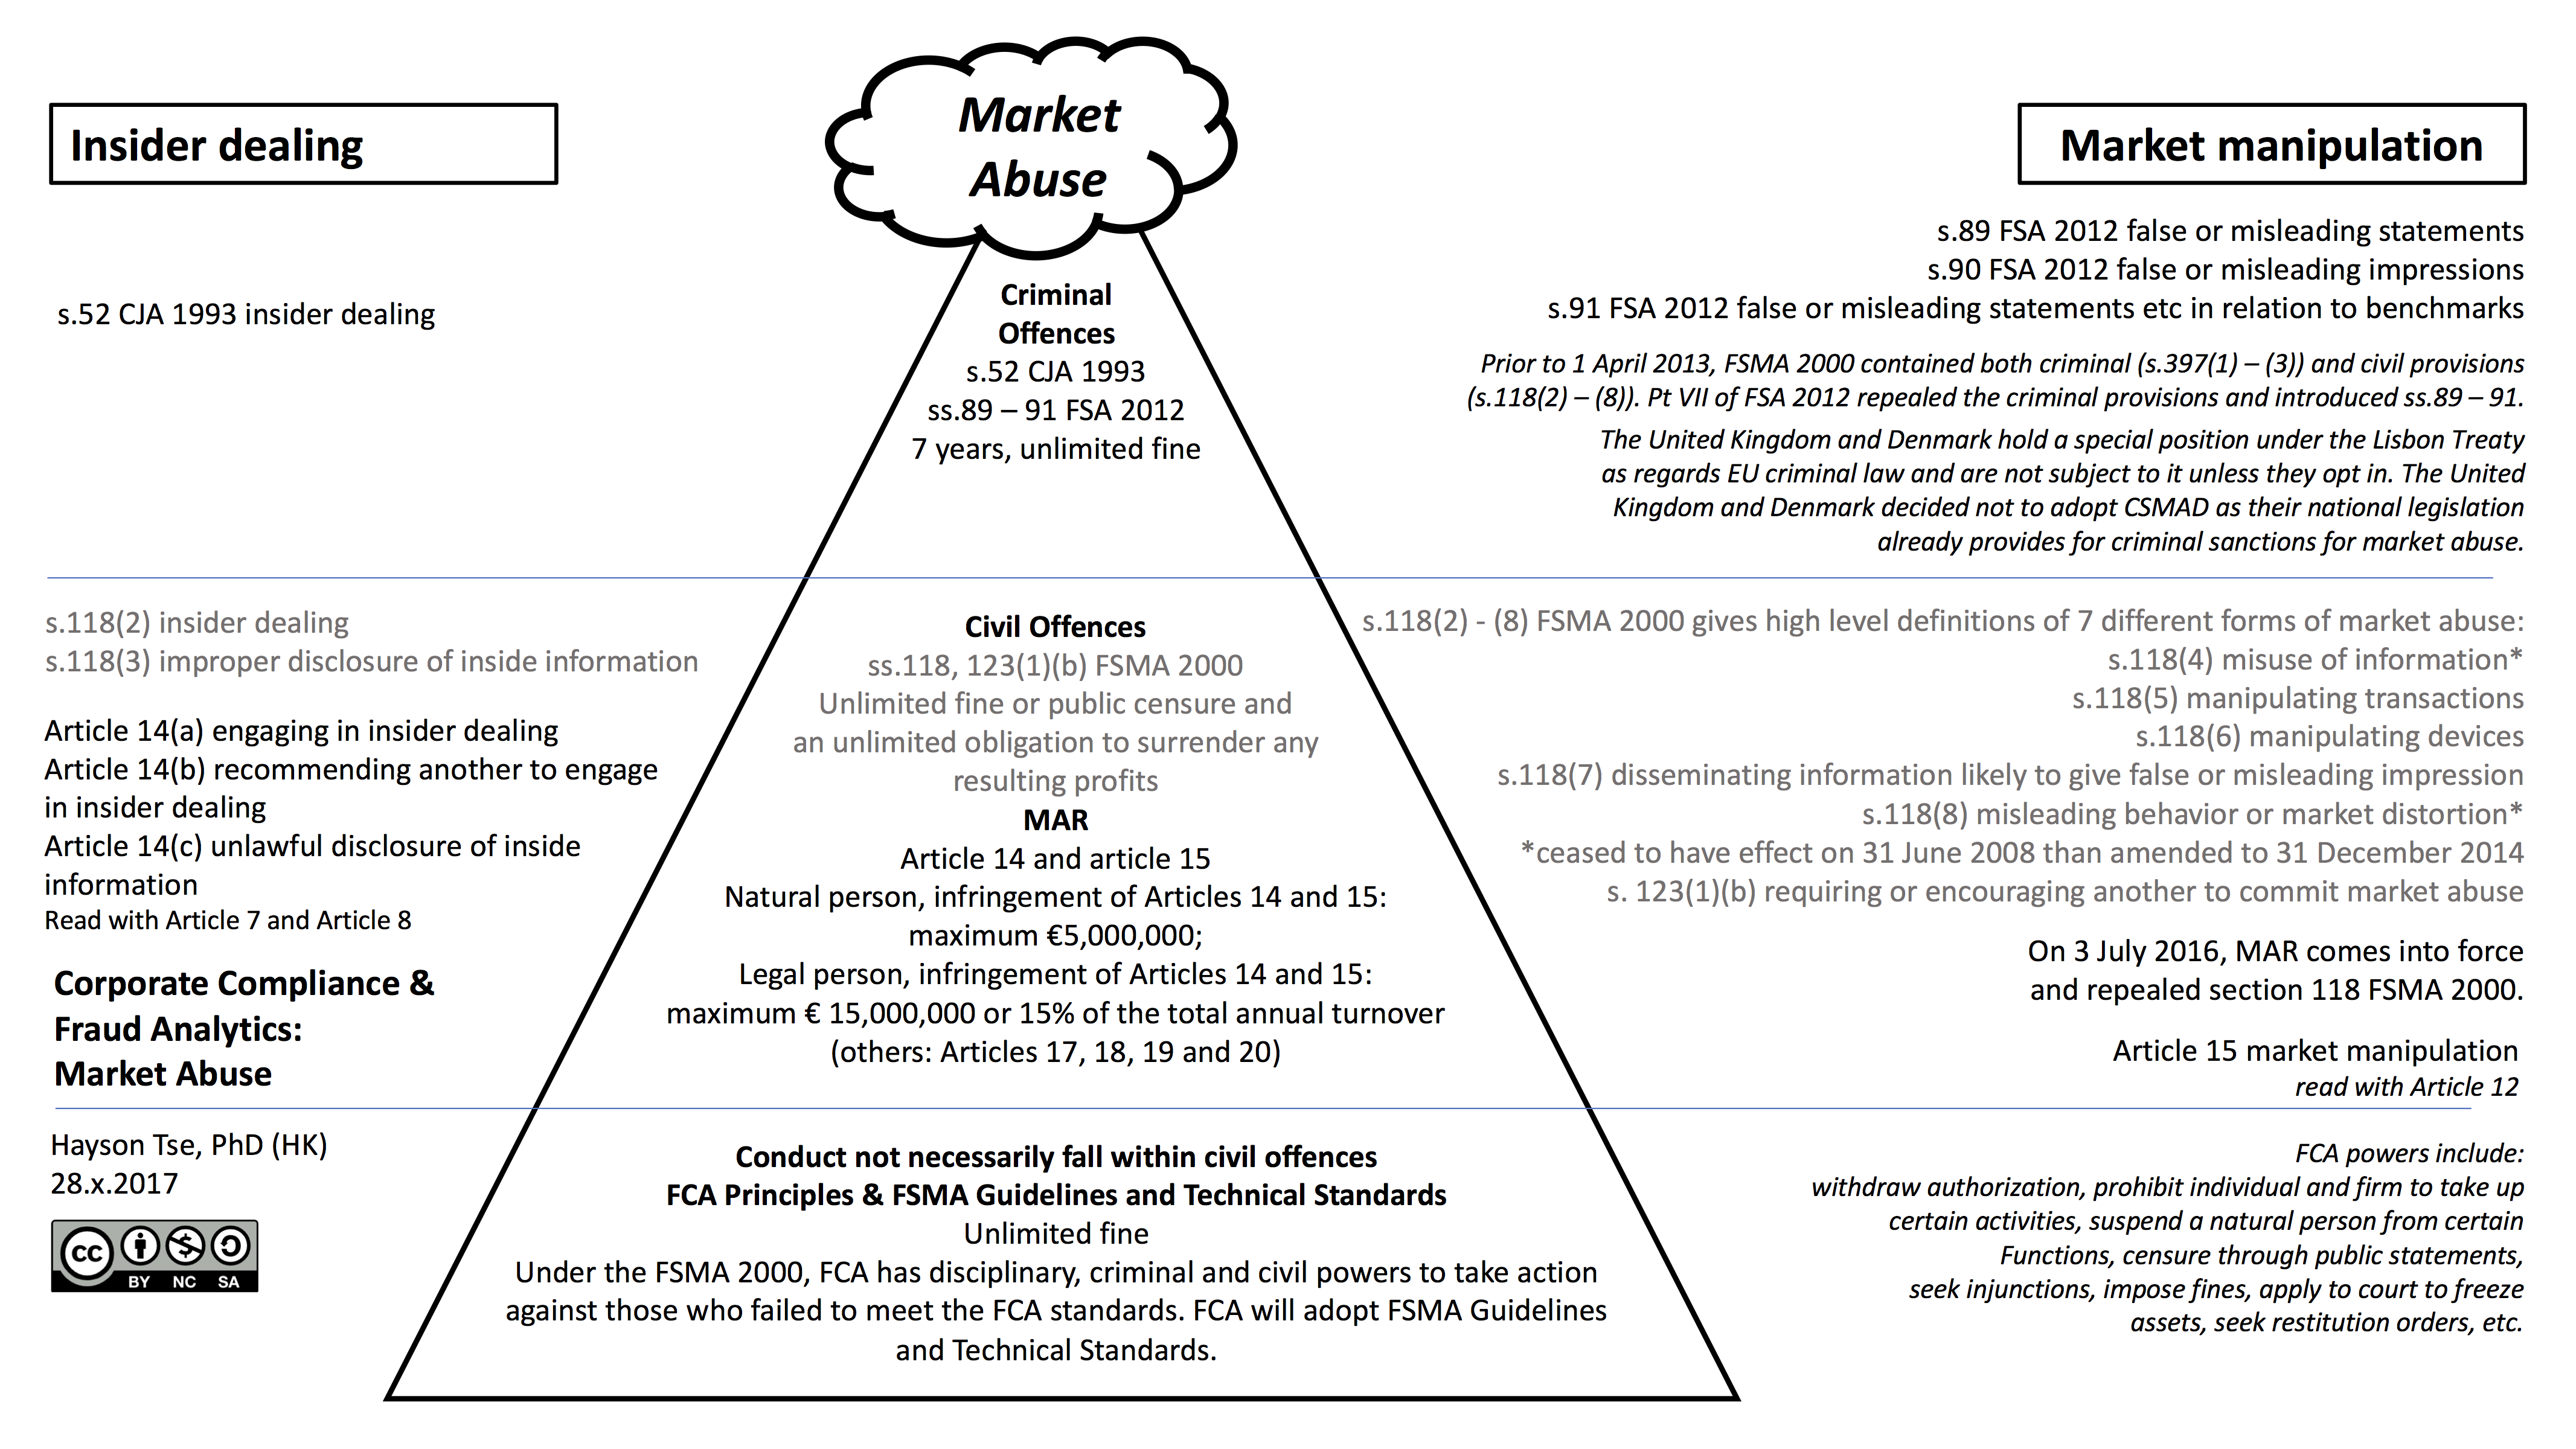 Market
Abuse
Insider dealing
s.52 CJA 1993 insider dealing
Criminal
Offences
s.52 CJA 1993
ss.89 – 91 FSA 2012
7 years, unlimited fine
Market manipulation
s.89 FSA 2012 false or misleading statements
s.90 FSA 2012 false or misleading impressions
s.91 FSA 2012 false or misleading statements etc in relation to benchmarks
Prior to 1 April 2013, FSMA 2000 contained both criminal (s.397(1) – (3)) and civil provisions
(s.118(2) – (8)). Pt VII of FSA 2012 repealed the criminal provisions and introduced ss.89 – 91.
The United Kingdom and Denmark hold a special position under the Lisbon Treaty
as regards EU criminal law and are not subject to it unless they opt in. The United
Kingdom and Denmark decided not to adopt CSMAD as their national legislation
already provides for criminal sanctions for market abuse.
s.118(2) insider dealing
s.118(3) improper disclosure of inside information
Article 14(a) engaging in insider dealing
Article 14(b) recommending another to engage
in insider dealing
Article 14(c) unlawful disclosure of inside
information
Read with Article 7 and Article 8
Corporate Compliance &
Fraud Analytics:
Market Abuse
Civil Offences
ss.118, 123(1)(b) FSMA 2000
Unlimited fine or public censure and
an unlimited obligation to surrender any
resulting profits
MAR
Article 14 and article 15
Natural person, infringement of Articles 14 and 15:
maximum €5,000,000;
Legal person, infringement of Articles 14 and 15:
maximum € 15,000,000 or 15% of the total annual turnover
(others: Articles 17, 18, 19 and 20)
s.118(2) - (8) FSMA 2000 gives high level definitions of 7 different forms of market abuse:
s.118(4) misuse of information*
s.118(5) manipulating transactions
s.118(6) manipulating devices
s.118(7) disseminating information likely to give false or misleading impression
s.118(8) misleading behavior or market distortion*
*ceased to have effect on 31 June 2008 than amended to 31 December 2014
s. 123(1)(b) requiring or encouraging another to commit market abuse
On 3 July 2016, MAR comes into force
and repealed section 118 FSMA 2000.
Article 15 market manipulation
read with Article 12
Hayson Tse, PhD (HK)
28.x.2017
cc
BY NC SA
Conduct not necessarily fall within civil offences
FCA Principles & FSMA Guidelines and Technical Standards
Unlimited fine
Under the FSMA 2000, FCA has disciplinary, criminal and civil powers to take action
against those who failed to meet the FCA standards. FCA will adopt FSMA Guidelines
and Technical Standards.
FCA powers include:
withdraw authorization, prohibit individual and firm to take up
certain activities, suspend a natural person from certain
Functions, censure through public statements,
seek injunctions, impose fines, apply to court to freeze
assets, seek restitution orders, etc.